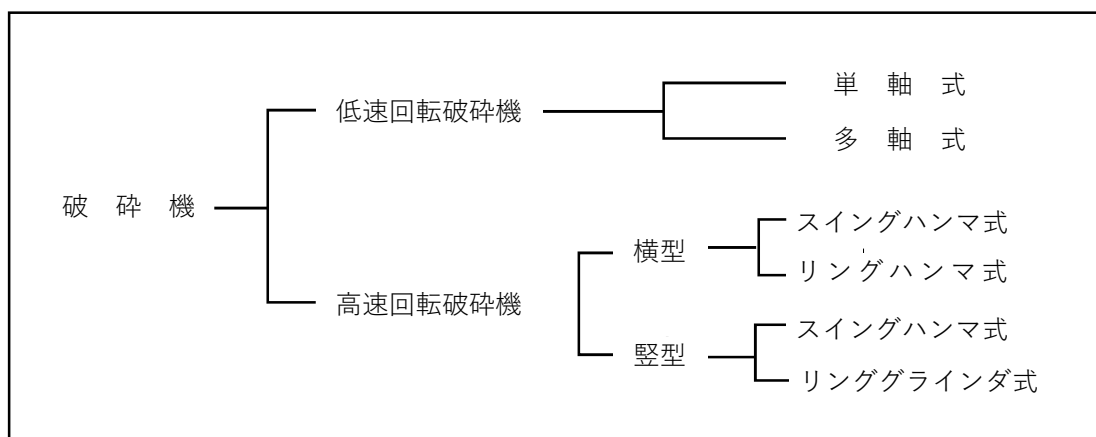 破砕機
低速回転破砕機
単軸式
多軸式
高速回転破砕機
横型
スイングハンマ式
リングハンマ式
竪型
スイングハンマ式
リンググラインダ式